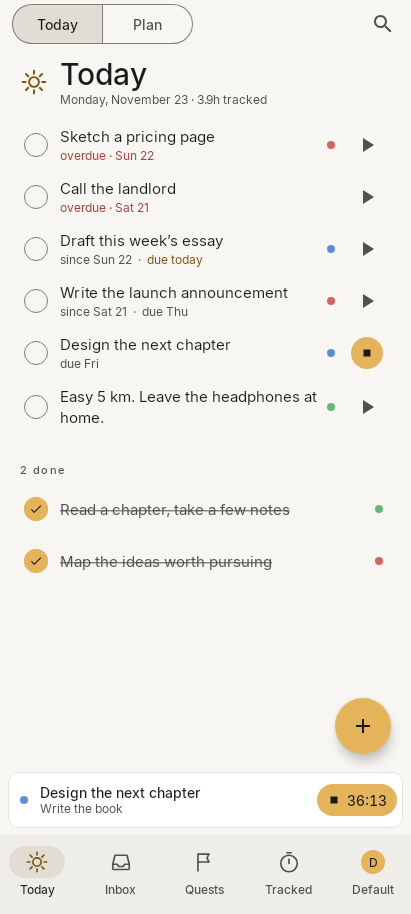 Today
Plan
Today
Monday, November 23 · 3.9h tracked
Sketch a pricing page
overdue · Sun 22
Call the landlord
overdue · Sat 21
Draft this week’s essay
since Sun 22 · due today
Write the launch announcement
since Sat 21 · due Thu
Design the next chapter
due Fri
Easy 5 km. Leave the headphones at
home.
2 done
Read a chapter, take a few notes
Map the ideas worth pursuing
Design the next chapter
Write the book
36:13
D
Today
Inbox
Quests
Tracked
Default